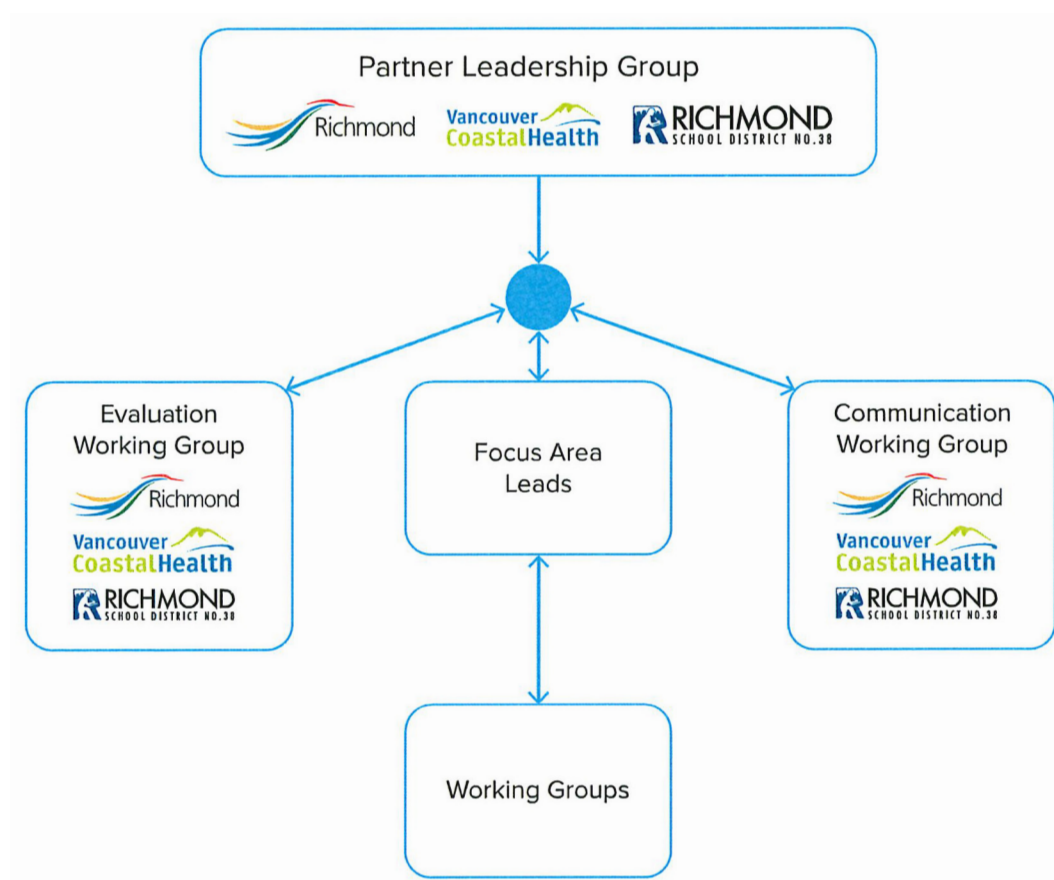 Partner Leadership Group
Richmond
Vancouver
CoastalHealth
RICHMOND
SCHOOL DISTRICT NO.38
Evaluation
Working Group
Richmond
Vancouver
CoastalHealth
RICHMOND
SCHOOL DISTRICT NO.38
Focus Area
Leads
Communication
Working Group
Richmond
Vancouver
CoastalHealth
RICHMOND
SCHOOL DISTRICT NO.38
Working Groups